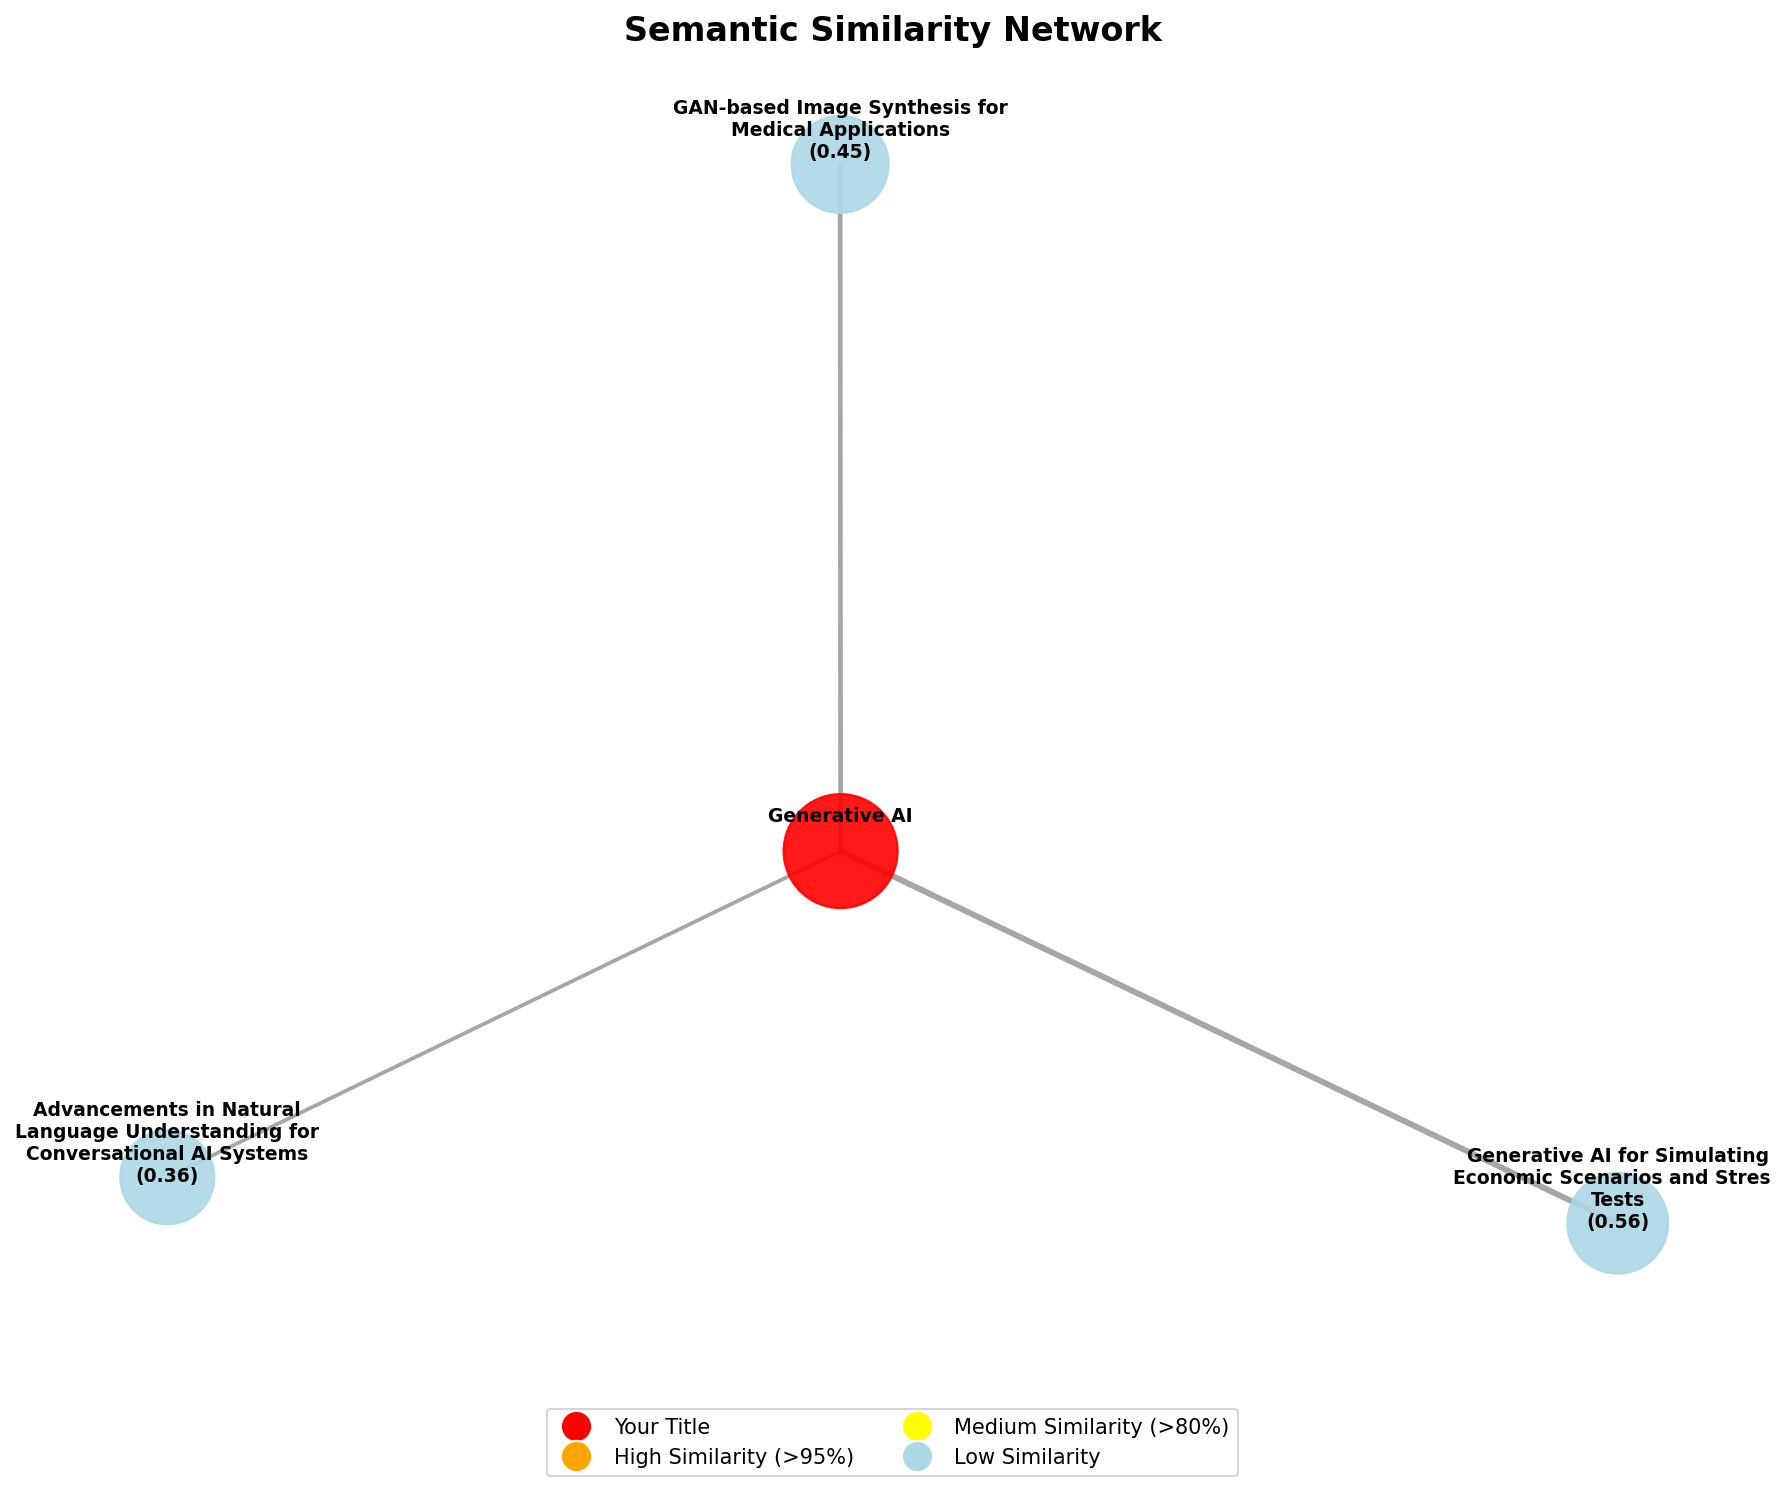 Semantic Similarity Network
GAN-based Image Synthesis for
Medical Applications
(0.45)
Generative AI
Advancements in Natural
Language Understanding for
Conversational AI Systems
(0.36)
Generative AI for Simulating
Economic Scenarios and Stres
Tests
(0.56)
Your Title
High Similarity (>95%)
Medium Similarity (>80%)
Low Similarity